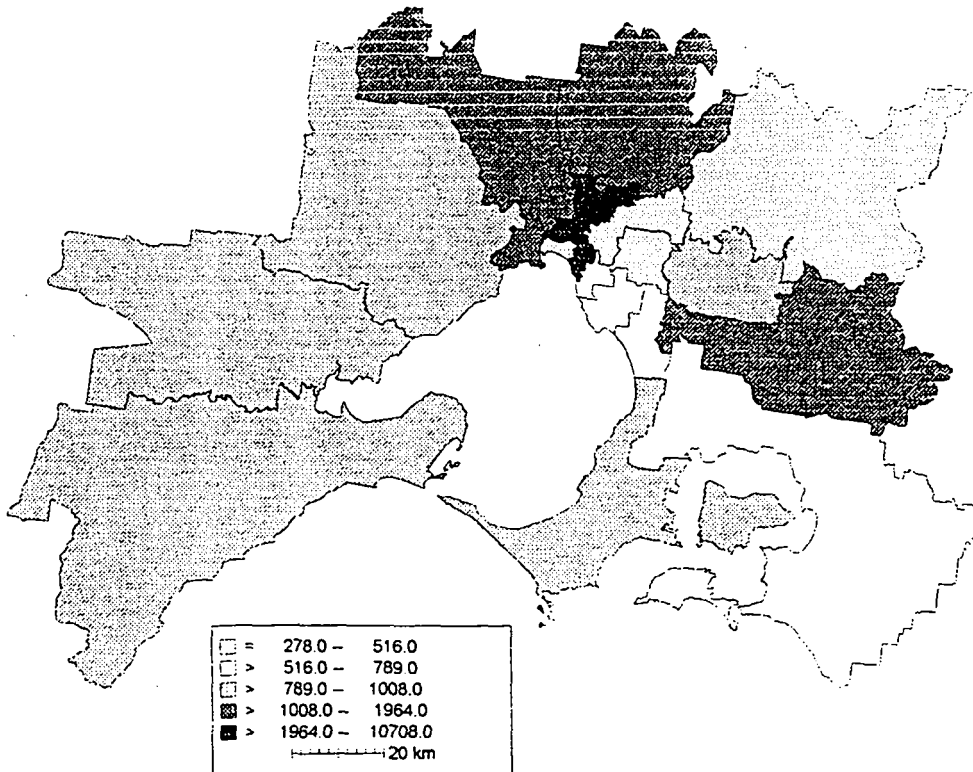 = 278.0 – 516.0
> 516.0 – 789.0
> 789.0 – 1008.0
> 1008.0 – 1964.0
> 1964.0 – 10708.0
20 km